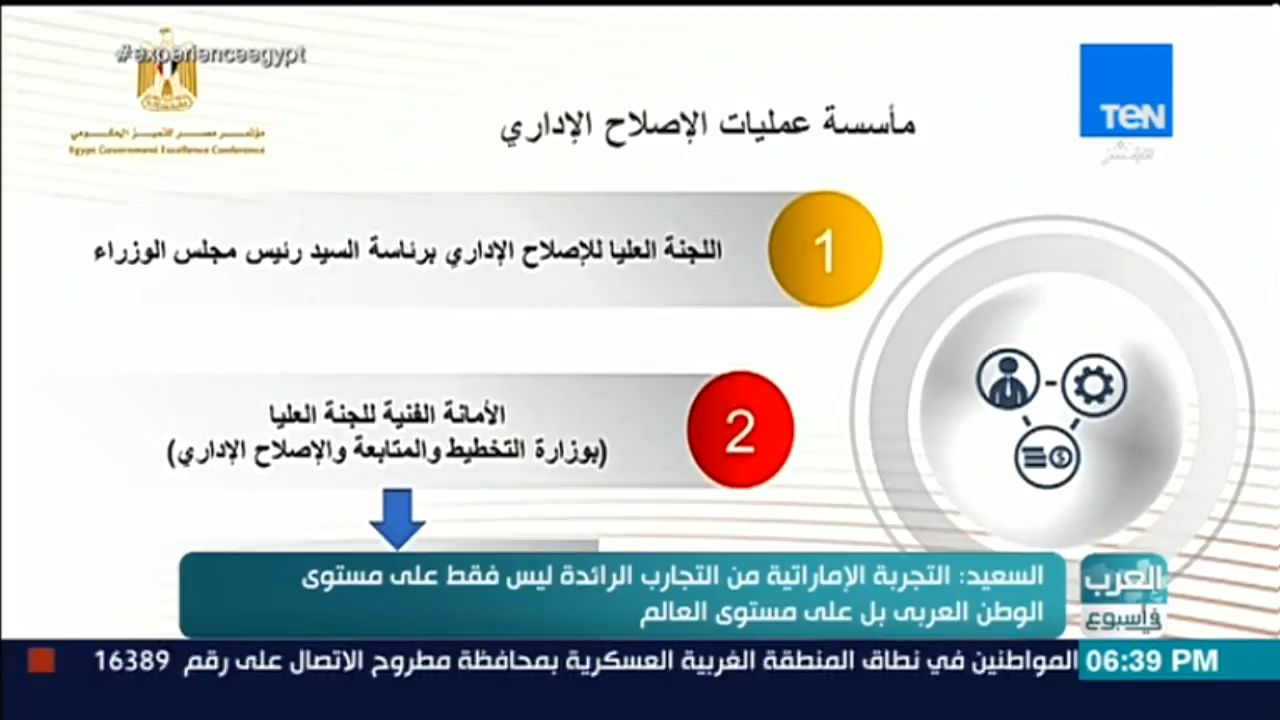 #experienceegypt
مؤتمر مصر للتميز الحكومي
Egypt Government Excellence Conference
TEN
مأسسة عمليات الإصلاح الإداري
1
اللجنة العليا للإصلاح الإداري برئاسة السيد رئيس مجلس الوزراء
2
الأمانة الفنية للجنة العليا
(بوزارة التخطيط والمتابعة والإصلاح الإداري)
السعيد: التجربة الإماراتية من التجارب الرائدة ليس فقط على مستوى
الوطن العربى بل على مستوى العالم
العرب
في أسبوع
المواطنين في نطاق المنطقة الغربية العسكرية بمحافظة مطروح الاتصال على رقم 16389
06:39 PM